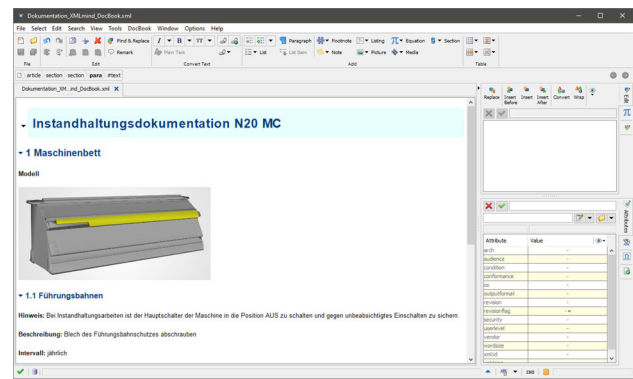 Dokumentation_XMLmind_DocBook.xml
File Select Edit Search View Tools DocBook Window Options Help
Find & Replace
Paragraph Footnote Listing Equation Section
Remark Plain Text List List Item Note Picture Media
File Edit Convert Text Add Table
article section section para #text
Dokumentation_XM...ind_DocBook.xml
Replace Insert Before Insert Insert After Convert Wrap
Edit
Instandhaltungsdokumentation N20 MC
1 Maschinenbett
Modell
1.1 Führungsbahnen
Hinweis: Bei Instandhaltungsarbeiten ist der Hauptschalter der Maschine in die Position AUS zu schalten und gegen unbeabsichtigtes Einschalten zu sichern.
Beschreibung: Blech des Führungsbahnschutzes abschrauben
Intervall: jährlich
Attributes
Attribute Value
arch
audience
condition
conformance
os
outputformat
revision
revisionflag
security
userlevel
vendor
wordsize
xml:id
INS